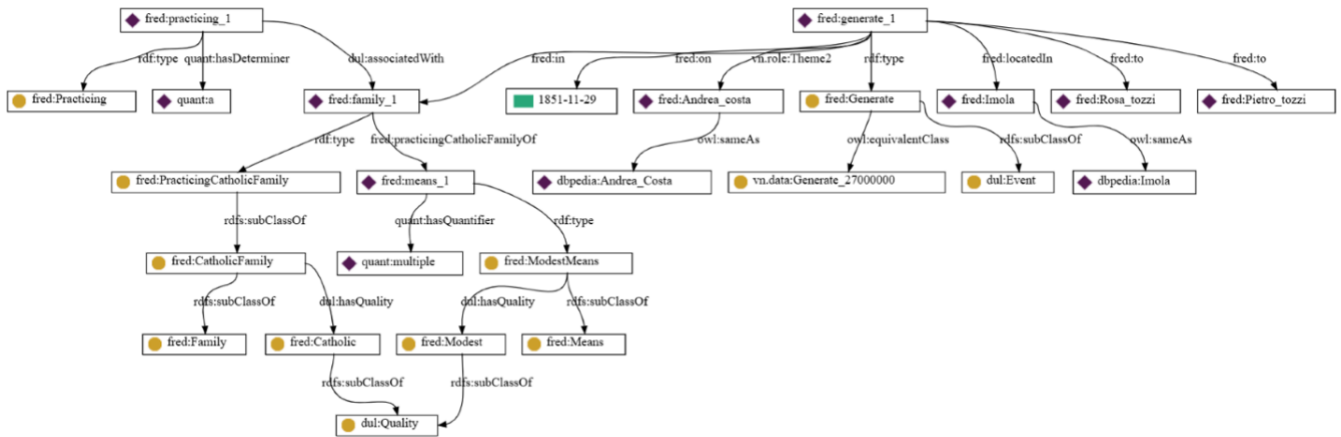 fred:practicing_1
fred:generate_1
rdf:type
quant:hasDeterminer
dul:associatedWith
fred:in
fred:on
vn.role:Theme2
rdf:type
fred:locatedIn
fred:to
fred:to
fred:Practicing
quant:a
fred:family_1
1851-11-29
fred:Andrea_costa
fred:Generate
fred:Imola
fred:Rosa_tozzi
fred:Pietro_tozzi
rdf:type
fred:practicingCatholicFamilyOf
owl:sameAs
owl:equivalentClass
rdfs:subClassOf
owl:sameAs
fred:PracticingCatholicFamily
fred:means_1
dbpedia:Andrea_Costa
vn.data:Generate_27000000
dul:Event
dbpedia:Imola
rdfs:subClassOf
quant:hasQuantifier
rdf:type
fred:CatholicFamily
quant:multiple
fred:ModestMeans
rdfs:subClassOf
dul:hasQuality
dul:hasQuality
rdfs:subClassOf
fred:Family
fred:Catholic
fred:Modest
fred:Means
rdfs:subClassOf
rdfs:subClassOf
dul:Quality